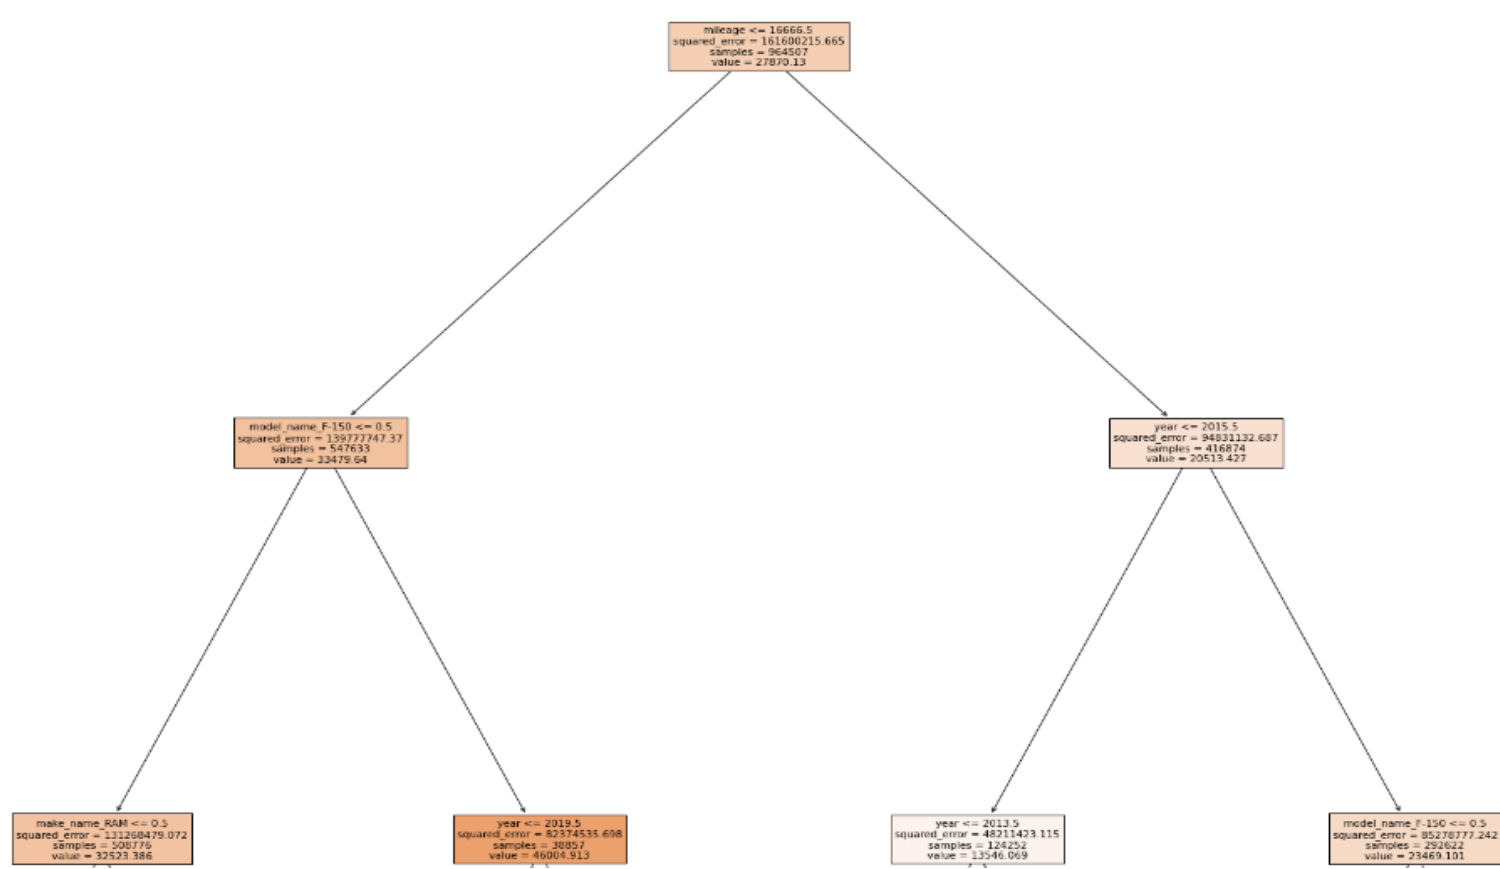 mileage <= 16666.5
squared_error = 161600215.665
samples = 964507
value = 27870.13
model_name_F-150 <= 0.5
squared_error = 139777747.37
samples = 547633
value = 33479.64
year <= 2015.5
squared_error = 94831132.687
samples = 416874
value = 20513.427
make_name_RAM <= 0.5
squared_error = 131268479.072
samples = 508776
value = 32523.386
year <= 2019.5
squared_error = 82374535.698
samples = 38857
value = 46004.913
year <= 2013.5
squared_error = 48211423.115
samples = 124252
value = 13546.069
model_name_F-150 <= 0.5
squared_error = 85278777.242
samples = 292622
value = 23469.101